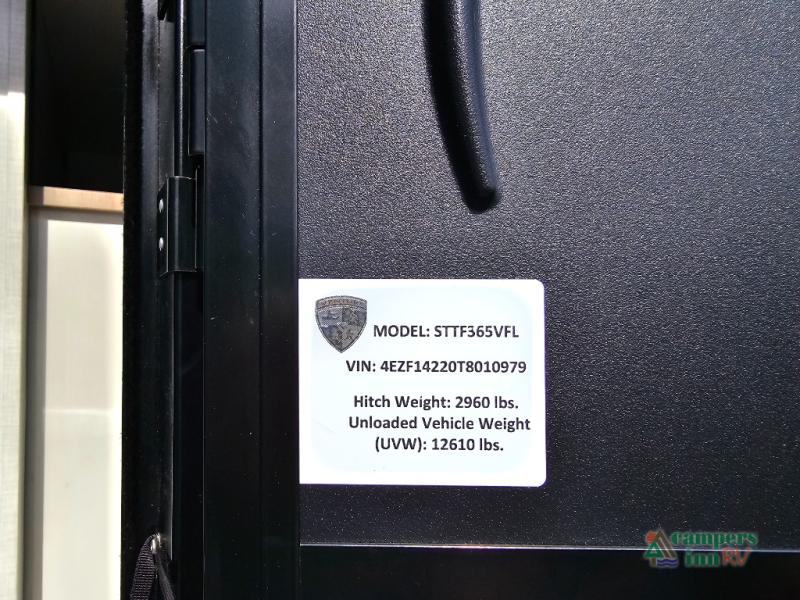 MODEL: STTF365VFL
VIN: 4EZF14220T8010979
Hitch Weight: 2960 lbs.
Unloaded Vehicle Weight
(UVW): 12610 lbs.
campers
inn RV